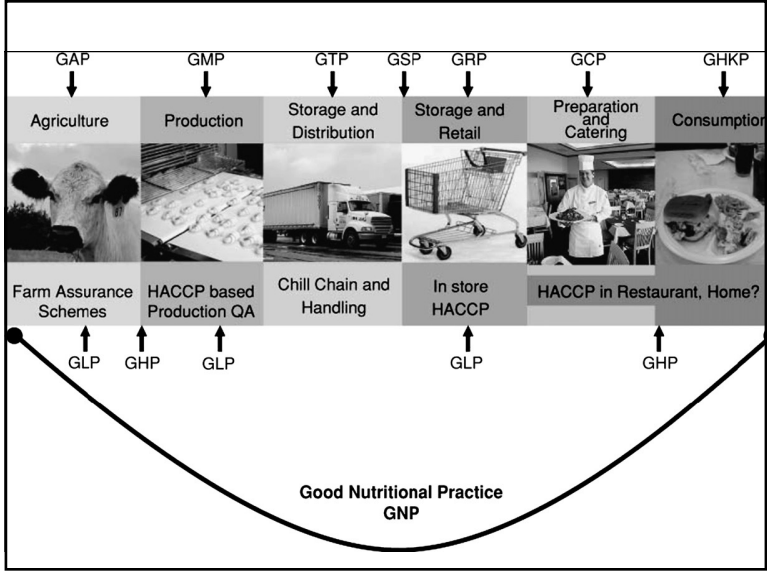 GAP GMP GTP GSP GRP GCP GHKP
Agriculture
Production
Storage and
Distribution
Storage and
Retail
Preparation
and
Catering
Consumption
Farm Assurance
Schemes
HACCP based
Production QA
Chill Chain and
Handling
In store
HACCP
HACCP in Restaurant, Home?
GLP GHP GLP GLP GHP
Good Nutritional Practice
GNP